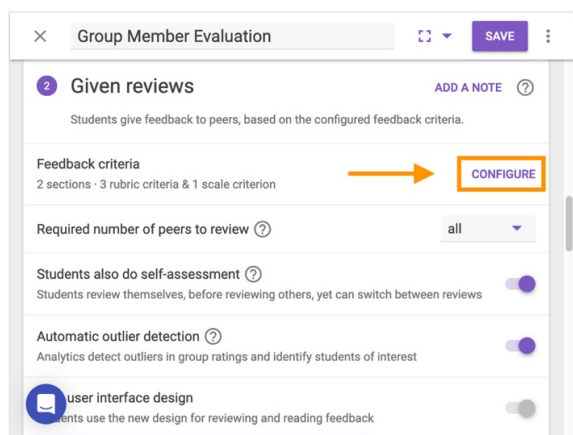 Group Member Evaluation
SAVE
2
Given reviews
ADD A NOTE
?
Students give feedback to peers, based on the configured feedback criteria.
Feedback criteria
CONFIGURE
2 sections · 3 rubric criteria & 1 scale criterion
Required number of peers to review ?
all
Students also do self-assessment ?
Students review themselves, before reviewing others, yet can switch between reviews
Automatic outlier detection ?
Analytics detect outliers in group ratings and identify students of interest
user interface design
ents use the new design for reviewing and reading feedback